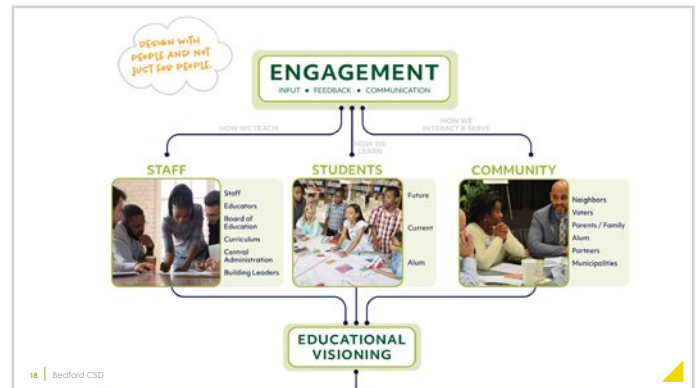 DESIGN WITH
PEOPLE AND NOT
JUST FOR PEOPLE.
ENGAGEMENT
INPUT • FEEDBACK • COMMUNICATION
HOW WE TEACH
HOW WE
LEARN
HOW WE
INTERACT & SERVE
STAFF
Staff
Educators
Board of
Education
Curriculum
Central
Administration
Building Leaders
STUDENTS
Future
Current
Alum
COMMUNITY
Neighbors
Voters
Parents / Family
Alum
Partners
Municipalities
EDUCATIONAL
VISIONING
18 | Bedford CSD